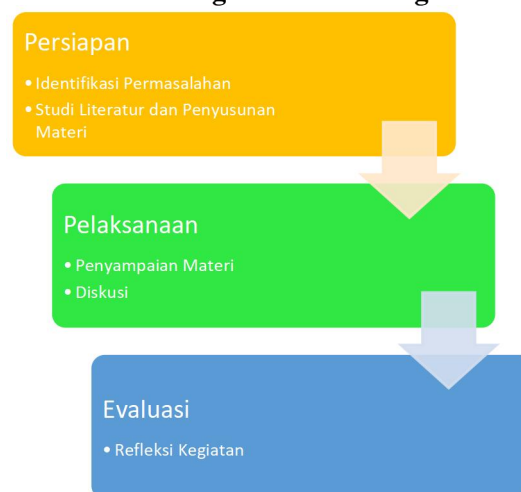 Persiapan
• Identifikasi Permasalahan
• Studi Literatur dan Penyusunan
Materi
Pelaksanaan
• Penyampaian Materi
• Diskusi
Evaluasi
• Refleksi Kegiatan